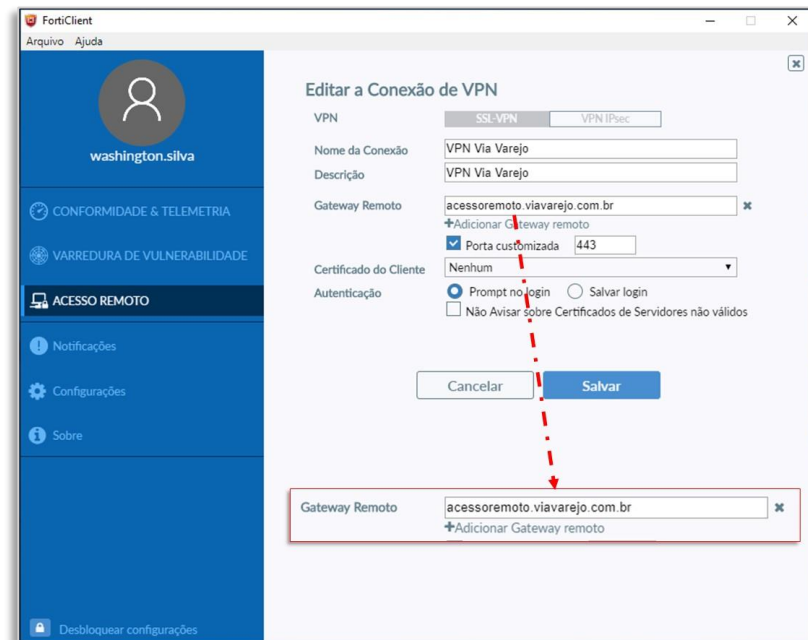 FortiClient
Arquivo Ajuda
washington.silva
CONFORMIDADE & TELEMETRIA
VARREDURA DE VULNERABILIDADE
ACESSO REMOTO
Notificações
Configurações
Sobre
Desbloquear configurações
Editar a Conexão de VPN
VPN SSL-VPN VPN IPsec
Nome da Conexão VPN Via Varejo
Descrição VPN Via Varejo
Gateway Remoto acessoremoto.viavarejo.com.br
+Adicionar Gateway remoto
Porta customizada 443
Certificado do Cliente Nenhum
Autenticação Prompt no login Salvar login
Não Avisar sobre Certificados de Servidores não válidos
Cancelar Salvar
Gateway Remoto acessoremoto.viavarejo.com.br
+Adicionar Gateway remoto